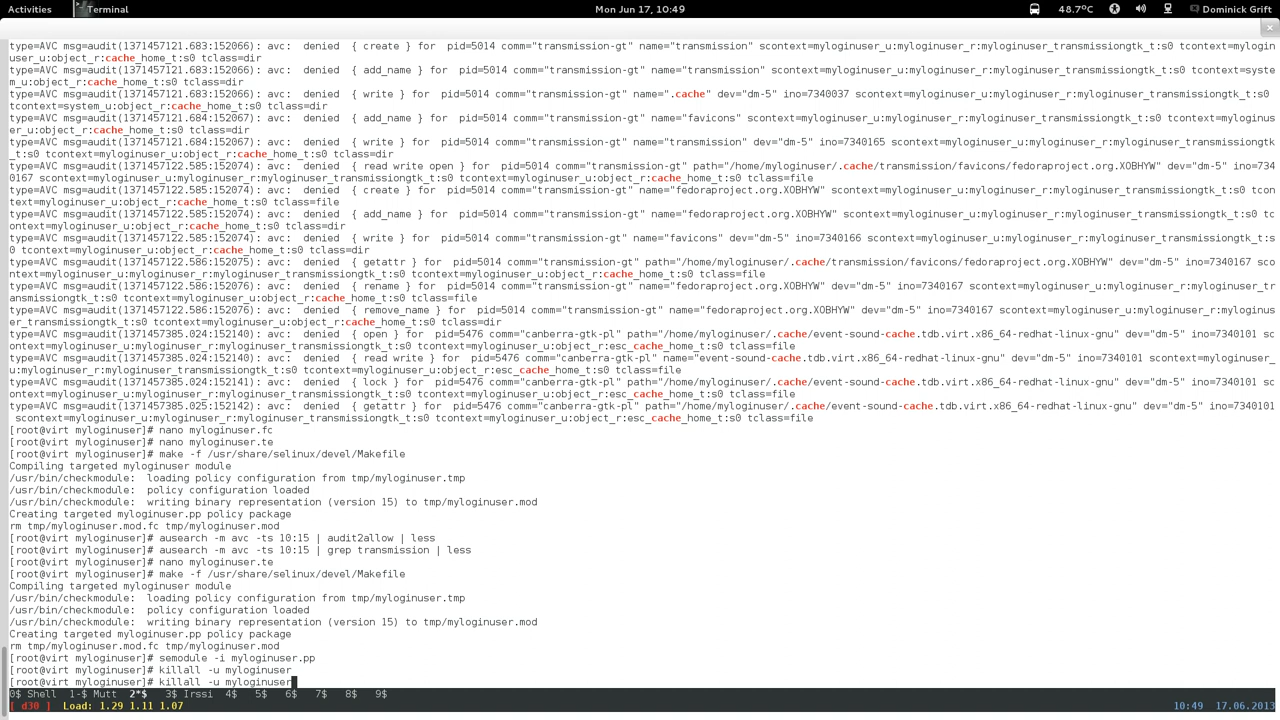 Activities Terminal Mon Jun 17, 10:49 48.7°C Dominick Grift
type=AVC msg=audit(1371457121.683:152066): avc:  denied  { create } for  pid=5014 comm="transmission-gt" name="transmission" scontext=myloginuser_u:myloginuser_r:myloginuser_transmissiongtk_t:s0 tcontext=mylogin
user_u:object_r:cache_home_t:s0 tclass=dir
type=AVC msg=audit(1371457121.683:152066): avc:  denied  { add_name } for  pid=5014 comm="transmission-gt" name="transmission" scontext=myloginuser_u:myloginuser_r:myloginuser_transmissiongtk_t:s0 tcontext=syste
m_u:object_r:cache_home_t:s0 tclass=dir
type=AVC msg=audit(1371457121.683:152066): avc:  denied  { write } for  pid=5014 comm="transmission-gt" name=".cache" dev="dm-5" ino=7340037 scontext=myloginuser_u:myloginuser_r:myloginuser_transmissiongtk_t:s0
tcontext=system_u:object_r:cache_home_t:s0 tclass=dir
type=AVC msg=audit(1371457121.684:152067): avc:  denied  { add_name } for  pid=5014 comm="transmission-gt" name="favicons" scontext=myloginuser_u:myloginuser_r:myloginuser_transmissiongtk_t:s0 tcontext=myloginus
er_u:object_r:cache_home_t:s0 tclass=dir
type=AVC msg=audit(1371457121.684:152067): avc:  denied  { write } for  pid=5014 comm="transmission-gt" name="transmission" dev="dm-5" ino=7340165 scontext=myloginuser_u:myloginuser_r:myloginuser_transmissiongtk
_t:s0 tcontext=myloginuser_u:object_r:cache_home_t:s0 tclass=dir
type=AVC msg=audit(1371457122.585:152074): avc:  denied  { read write open } for  pid=5014 comm="transmission-gt" path="/home/myloginuser/.cache/transmission/favicons/fedoraproject.org.XOBHYW" dev="dm-5" ino=734
0167 scontext=myloginuser_u:myloginuser_r:myloginuser_transmissiongtk_t:s0 tcontext=myloginuser_u:object_r:cache_home_t:s0 tclass=file
type=AVC msg=audit(1371457122.585:152074): avc:  denied  { create } for  pid=5014 comm="transmission-gt" name="fedoraproject.org.XOBHYW" scontext=myloginuser_u:myloginuser_r:myloginuser_transmissiongtk_t:s0 tcon
text=myloginuser_u:object_r:cache_home_t:s0 tclass=file
type=AVC msg=audit(1371457122.585:152074): avc:  denied  { add_name } for  pid=5014 comm="transmission-gt" name="fedoraproject.org.XOBHYW" scontext=myloginuser_u:myloginuser_r:myloginuser_transmissiongtk_t:s0 tc
ontext=myloginuser_u:object_r:cache_home_t:s0 tclass=dir
type=AVC msg=audit(1371457122.585:152074): avc:  denied  { write } for  pid=5014 comm="transmission-gt" name="favicons" dev="dm-5" ino=7340166 scontext=myloginuser_u:myloginuser_r:myloginuser_transmissiongtk_t:s
0 tcontext=myloginuser_u:object_r:cache_home_t:s0 tclass=dir
type=AVC msg=audit(1371457122.586:152075): avc:  denied  { getattr } for  pid=5014 comm="transmission-gt" path="/home/myloginuser/.cache/transmission/favicons/fedoraproject.org.XOBHYW" dev="dm-5" ino=7340167 sco
ntext=myloginuser_u:myloginuser_r:myloginuser_transmissiongtk_t:s0 tcontext=myloginuser_u:object_r:cache_home_t:s0 tclass=file
type=AVC msg=audit(1371457122.586:152076): avc:  denied  { rename } for  pid=5014 comm="transmission-gt" name="fedoraproject.org.XOBHYW" dev="dm-5" ino=7340167 scontext=myloginuser_u:myloginuser_r:myloginuser_tr
ansmissiongtk_t:s0 tcontext=myloginuser_u:object_r:cache_home_t:s0 tclass=file
type=AVC msg=audit(1371457122.586:152076): avc:  denied  { remove_name } for  pid=5014 comm="transmission-gt" name="fedoraproject.org.XOBHYW" dev="dm-5" ino=7340167 scontext=myloginuser_u:myloginuser_r:myloginus
er_transmissiongtk_t:s0 tcontext=myloginuser_u:object_r:cache_home_t:s0 tclass=dir
type=AVC msg=audit(1371457385.024:152140): avc:  denied  { open } for  pid=5476 comm="canberra-gtk-pl" path="/home/myloginuser/.cache/event-sound-cache.tdb.virt.x86_64-redhat-linux-gnu" dev="dm-5" ino=7340101 sc
ontext=myloginuser_u:myloginuser_r:myloginuser_transmissiongtk_t:s0 tcontext=myloginuser_u:object_r:esc_cache_home_t:s0 tclass=file
type=AVC msg=audit(1371457385.024:152140): avc:  denied  { read write } for  pid=5476 comm="canberra-gtk-pl" name="event-sound-cache.tdb.virt.x86_64-redhat-linux-gnu" dev="dm-5" ino=7340101 scontext=myloginuser_
u:myloginuser_r:myloginuser_transmissiongtk_t:s0 tcontext=myloginuser_u:object_r:esc_cache_home_t:s0 tclass=file
type=AVC msg=audit(1371457385.024:152141): avc:  denied  { lock } for  pid=5476 comm="canberra-gtk-pl" path="/home/myloginuser/.cache/event-sound-cache.tdb.virt.x86_64-redhat-linux-gnu" dev="dm-5" ino=7340101 sc
ontext=myloginuser_u:myloginuser_r:myloginuser_transmissiongtk_t:s0 tcontext=myloginuser_u:object_r:esc_cache_home_t:s0 tclass=file
type=AVC msg=audit(1371457385.024:152142): avc:  denied  { getattr } for  pid=5476 comm="canberra-gtk-pl" path="/home/myloginuser/.cache/event-sound-cache.tdb.virt.x86_64-redhat-linux-gnu" dev="dm-5" ino=7340101
 scontext=myloginuser_u:myloginuser_r:myloginuser_transmissiongtk_t:s0 tcontext=myloginuser_u:object_r:esc_cache_home_t:s0 tclass=file
[root@virt myloginuser]# nano myloginuser.fc
[root@virt myloginuser]# nano myloginuser.te
[root@virt myloginuser]# make -f /usr/share/selinux/devel/Makefile
Compiling targeted myloginuser module
/usr/bin/checkmodule:  loading policy configuration from tmp/myloginuser.tmp
/usr/bin/checkmodule:  policy configuration loaded
/usr/bin/checkmodule:  writing binary representation (version 15) to tmp/myloginuser.mod
Creating targeted myloginuser.pp policy package
rm tmp/myloginuser.mod.fc tmp/myloginuser.mod
[root@virt myloginuser]# ausearch -m avc -ts 10:15 | audit2allow | less
[root@virt myloginuser]# ausearch -m avc -ts 10:15 | grep transmission | less
[root@virt myloginuser]# nano myloginuser.te
[root@virt myloginuser]# make -f /usr/share/selinux/devel/Makefile
Compiling targeted myloginuser module
/usr/bin/checkmodule:  loading policy configuration from tmp/myloginuser.tmp
/usr/bin/checkmodule:  policy configuration loaded
/usr/bin/checkmodule:  writing binary representation (version 15) to tmp/myloginuser.mod
Creating targeted myloginuser.pp policy package
rm tmp/myloginuser.mod.fc tmp/myloginuser.mod
[root@virt myloginuser]# semodule -i myloginuser.pp
[root@virt myloginuser]# killall -u myloginuser
[root@virt myloginuser]# killall -u myloginuser
0$ Shell  1-$ Mutt  2*$  3$ Irssi  4$  5$  6$  7$  8$  9$
[ d30 ]  Load: 1.29 1.11 1.07 10:49  17.06.2013